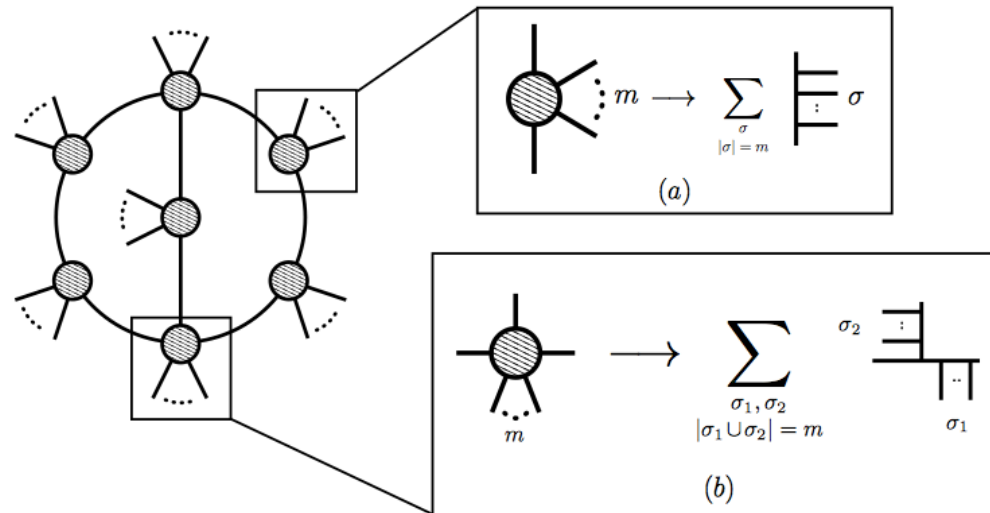 m → ∑ σ
σ
|σ| = m
(a)
σ₂
m → ∑
σ₁, σ₂
|σ₁ ∪ σ₂| = m
σ₁
(b)